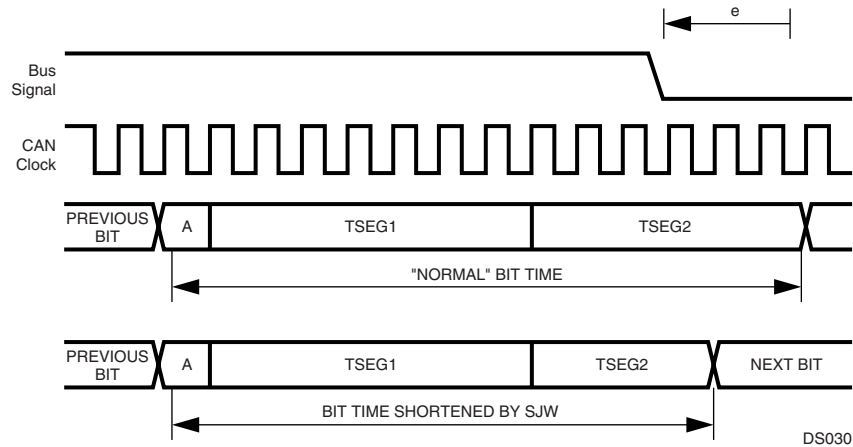 e
Bus
Signal
CAN
Clock
PREVIOUS
BIT
A
TSEG1
TSEG2
"NORMAL" BIT TIME
PREVIOUS
BIT
A
TSEG1
TSEG2
NEXT BIT
BIT TIME SHORTENED BY SJW
DS030